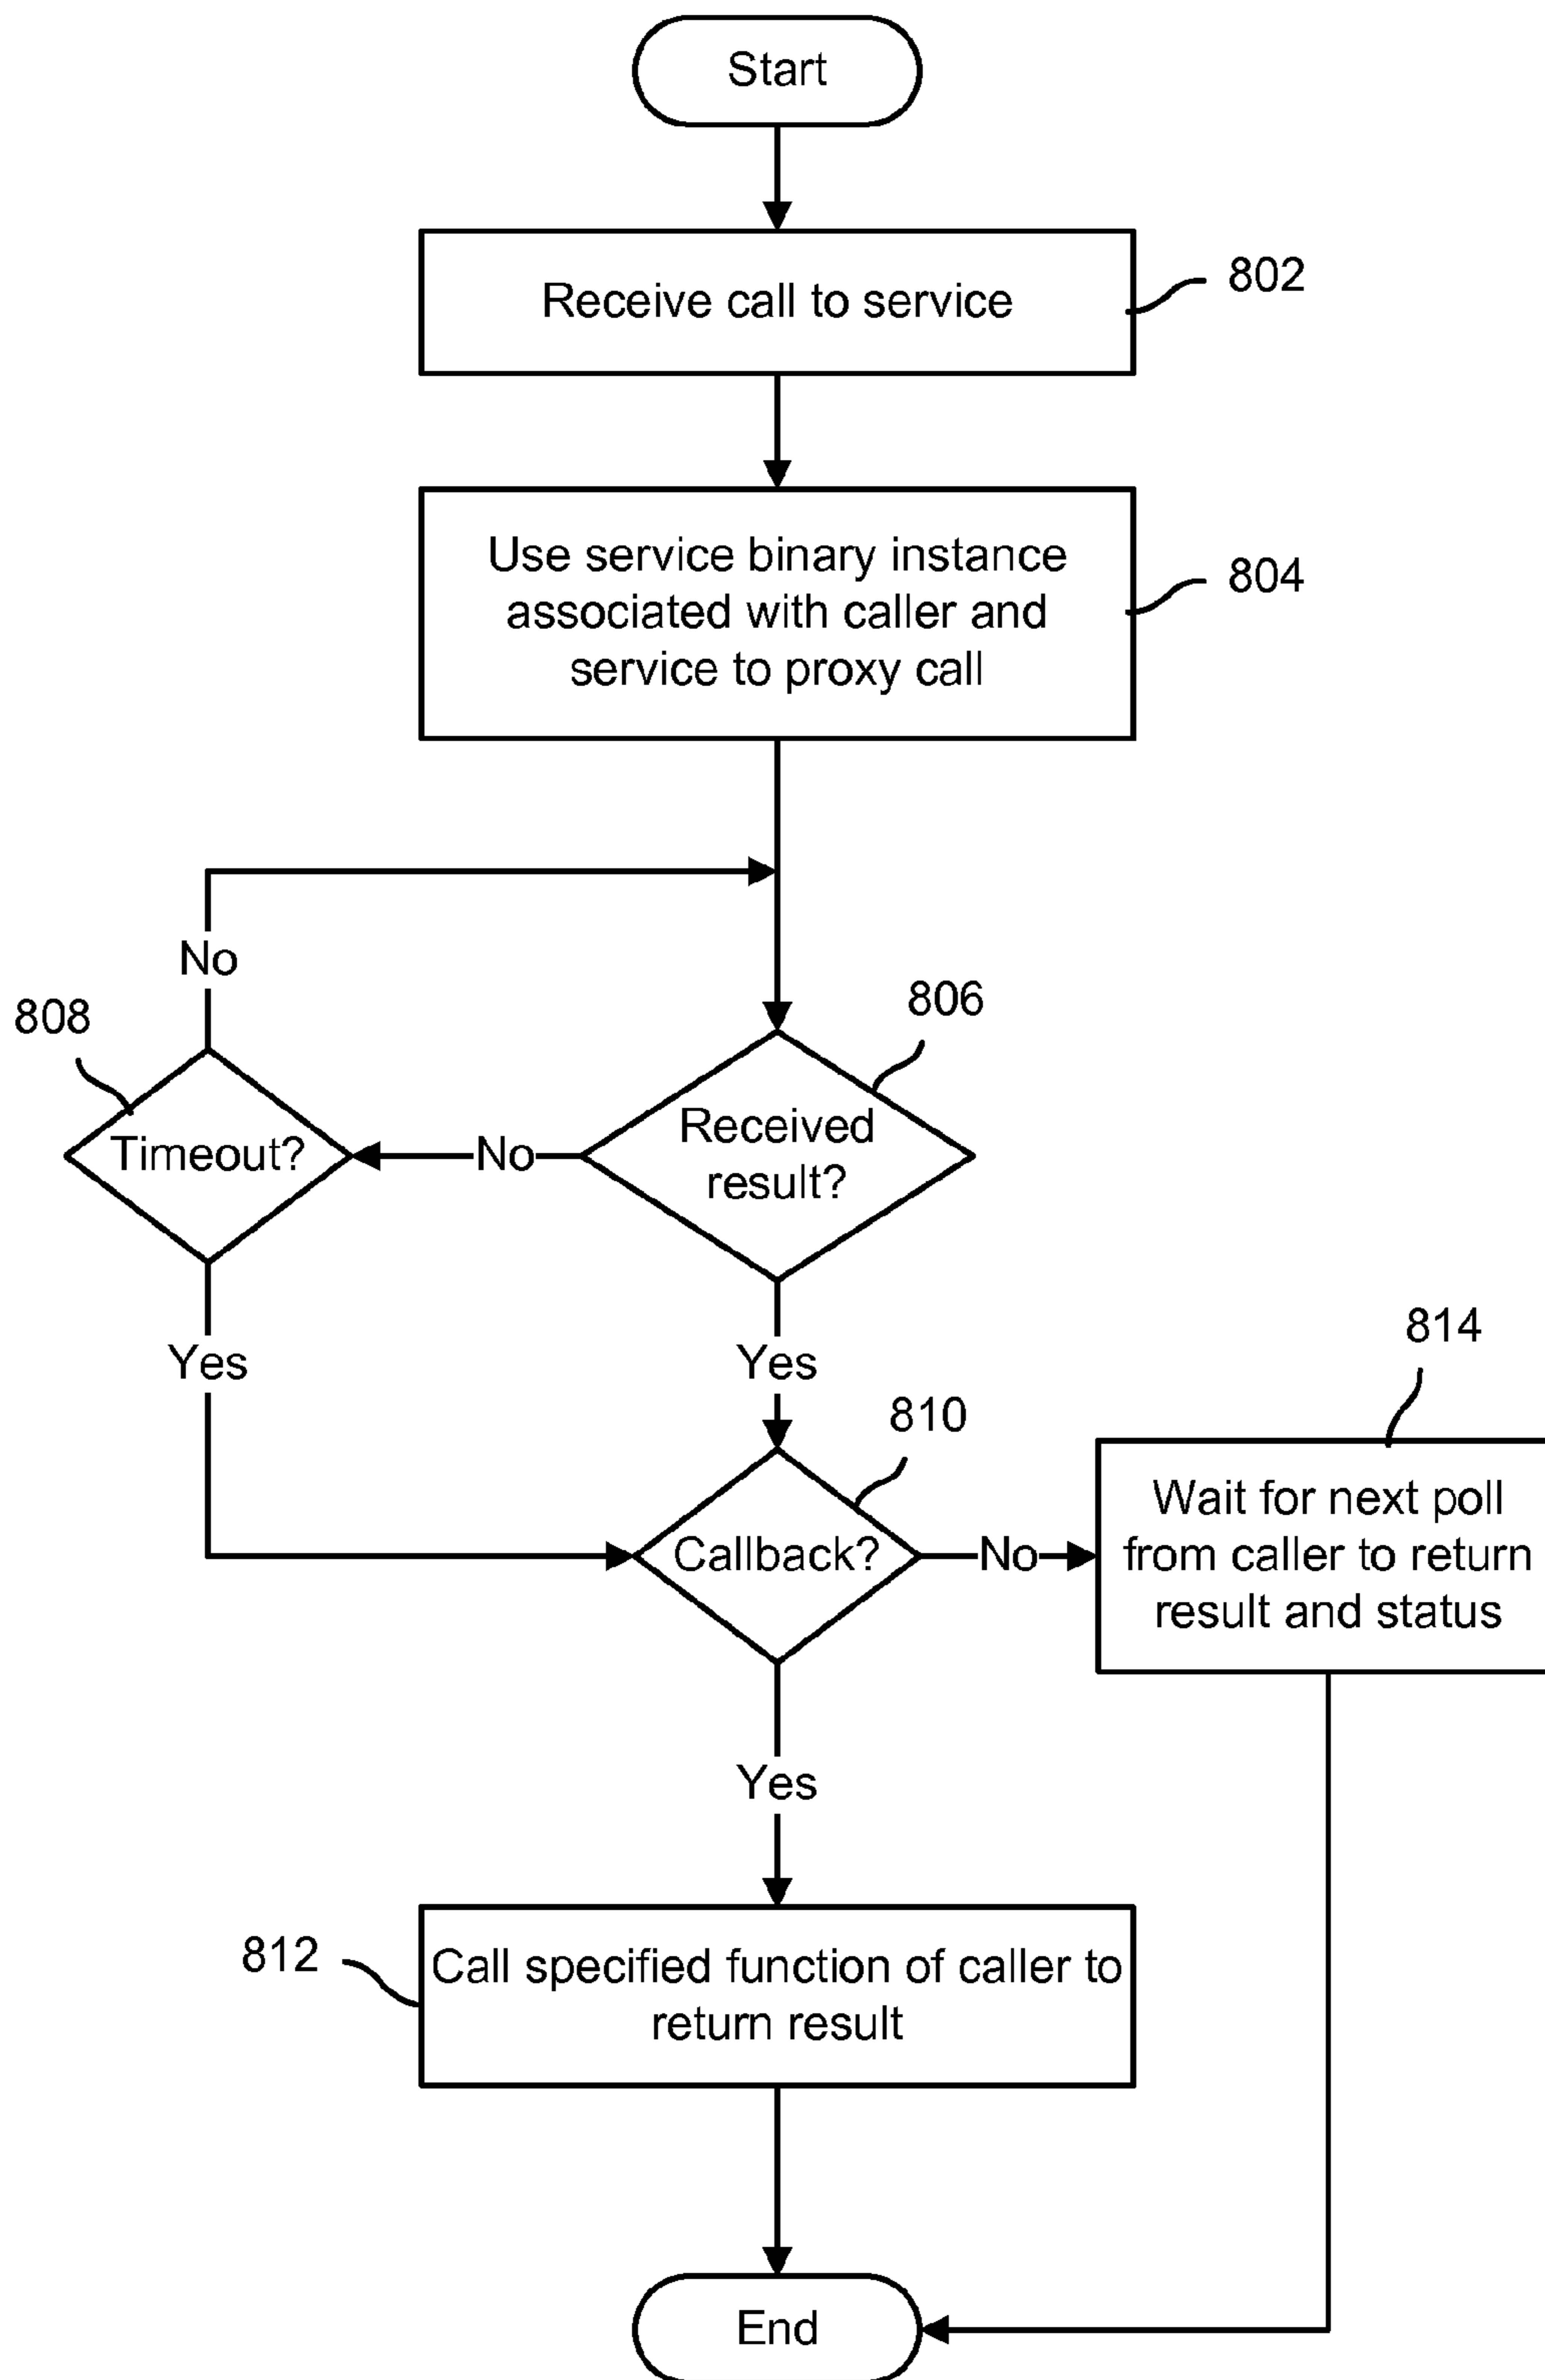 Start
Receive call to service
802
Use service binary instance
associated with caller and
service to proxy call
804
No
808
806
Timeout?
No
Received
result?
Yes
Yes
814
810
Callback?
No
Wait for next poll
from caller to return
result and status
Yes
812
Call specified function of caller to
return result
End